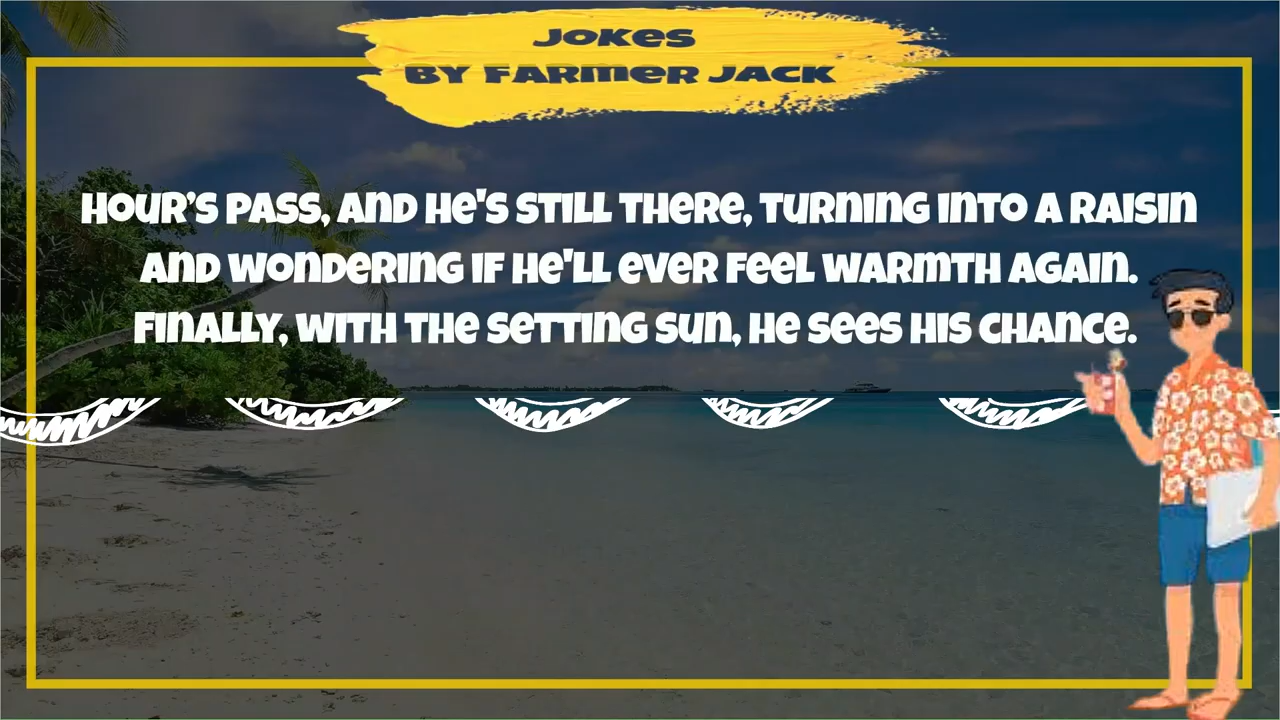 JOKES
BY FARMER JACK
HOUR’S PASS, AND HE'S STILL THERE, TURNING INTO A RAISIN
AND WONDERING IF HE'LL EVER FEEL WARMTH AGAIN.
FINALLY, WITH THE SETTING SUN, HE SEES HIS CHANCE.